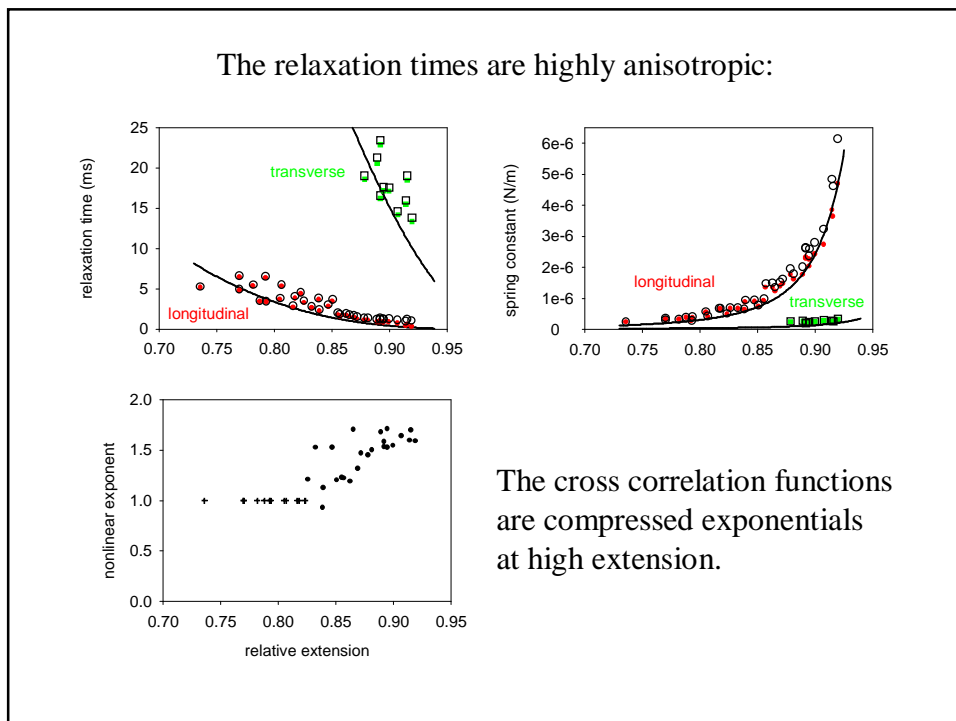 The relaxation times are highly anisotropic:
25
20
15
10
5
0
relaxation time (ms)
transverse
longitudinal
0.70 0.75 0.80 0.85 0.90 0.95
6e-6
5e-6
4e-6
3e-6
2e-6
1e-6
0
spring constant (N/m)
longitudinal
transverse
0.70 0.75 0.80 0.85 0.90 0.95
2.0
1.5
1.0
0.5
0.0
nonlinear exponent
0.70 0.75 0.80 0.85 0.90 0.95
relative extension
The cross correlation functions
are compressed exponentials
at high extension.